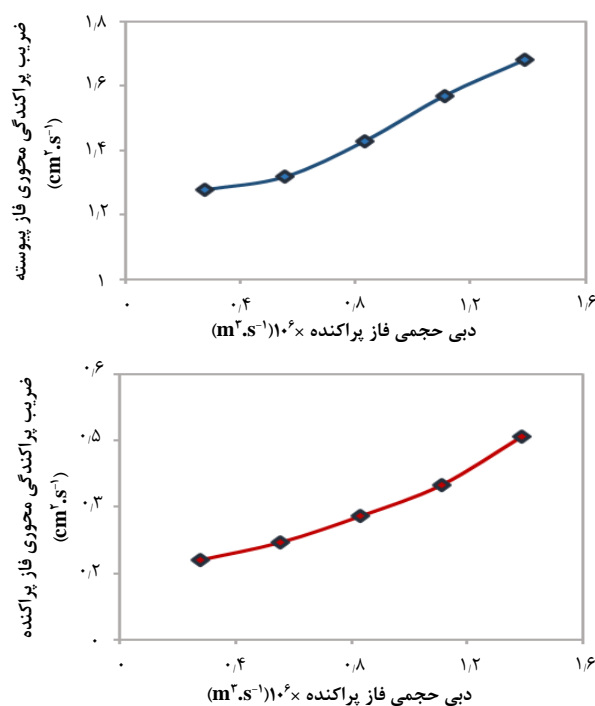 ضریب پراکندگی محوری فاز پیوسته
(cm².s⁻¹)
۱٫۸
۱٫۶
۱٫۴
۱٫۲
۱
۰ ۰٫۴ ۰٫۸ ۱٫۲ ۱٫۶
دبی حجمی فاز پراکنده ×۱۰⁶(m³.s⁻¹)
ضریب پراکندگی محوری فاز پراکنده
(cm².s⁻¹)
۰٫۶
۰٫۵
۰٫۳
۰٫۲
۰
۰ ۰٫۴ ۰٫۸ ۱٫۲ ۱٫۶
دبی حجمی فاز پراکنده ×۱۰⁶(m³.s⁻¹)